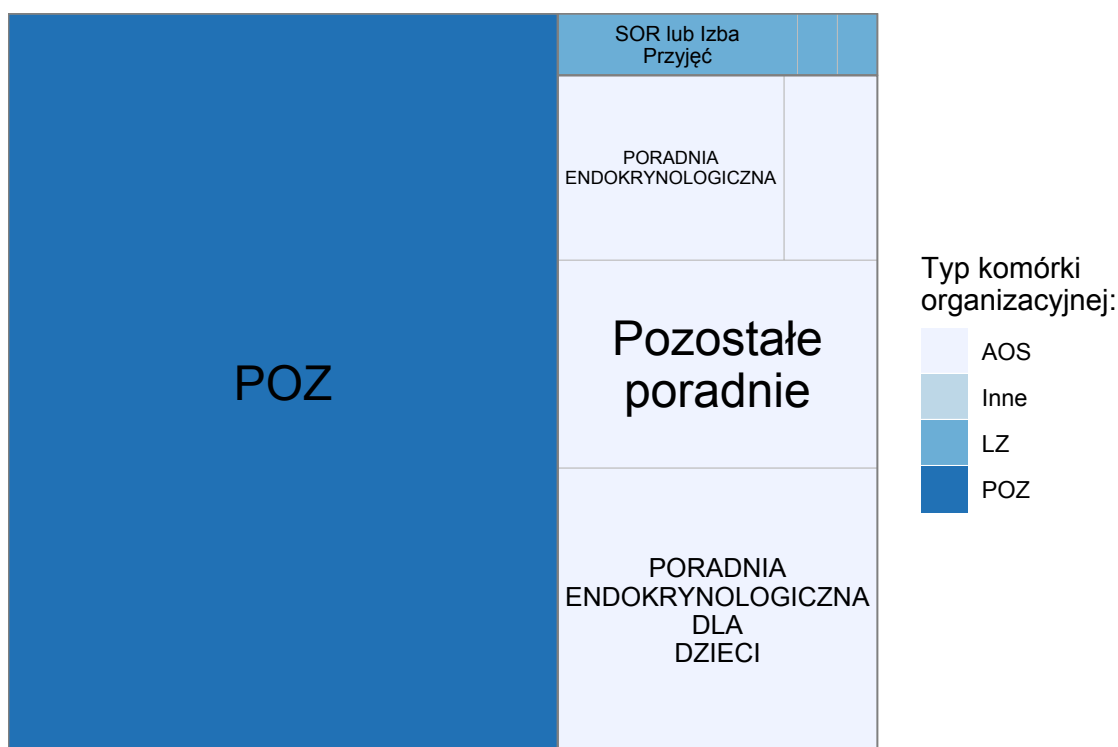 SOR lub Izba
Przyjęć
PORADNIA
ENDOKRYNOLOGICZNA
POZ
Pozostałe
poradnie
PORADNIA
ENDOKRYNOLOGICZNA
DLA
DZIECI
Typ komórki
organizacyjnej:
AOS
Inne
LZ
POZ